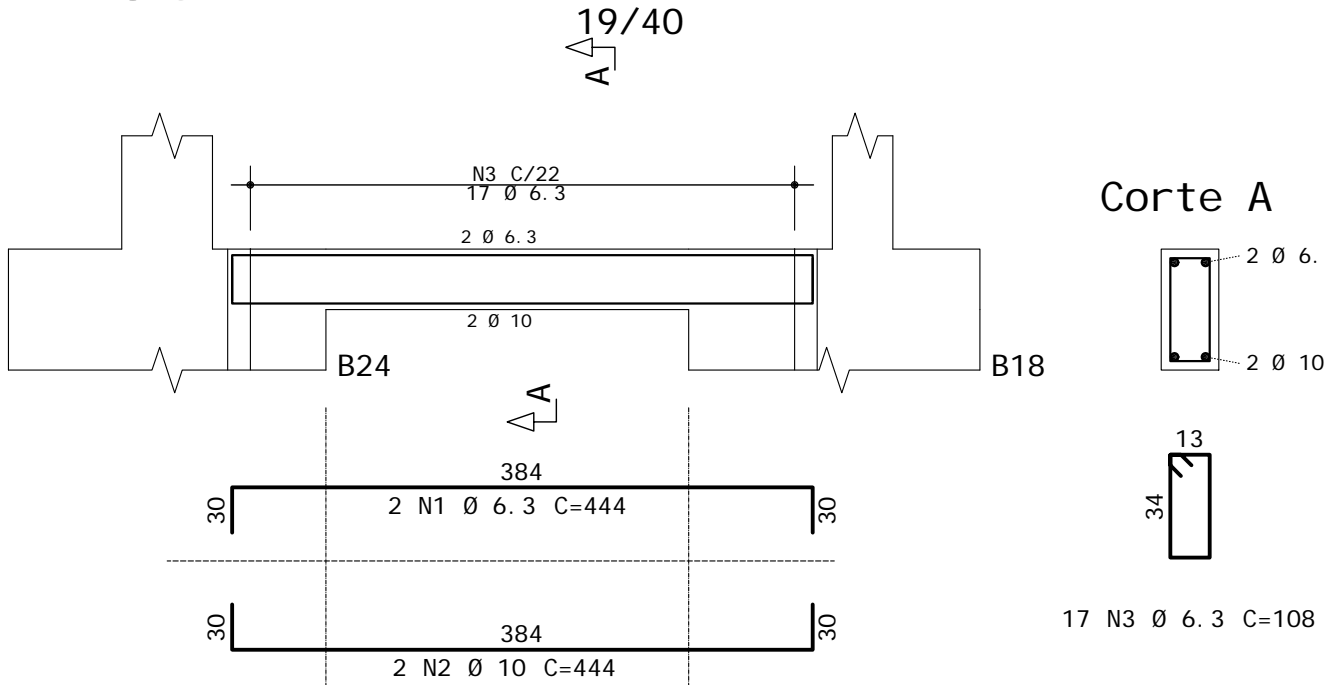 19/40
A
N3 C/22
17 Ø 6.3
2 Ø 6.3
2 Ø 10
B24
B18
A
Corte A
2 Ø 6.
2 Ø 10
384
30
30
2 N1 Ø 6.3 C=444
30
30
384
2 N2 Ø 10 C=444
13
34
17 N3 Ø 6.3 C=108